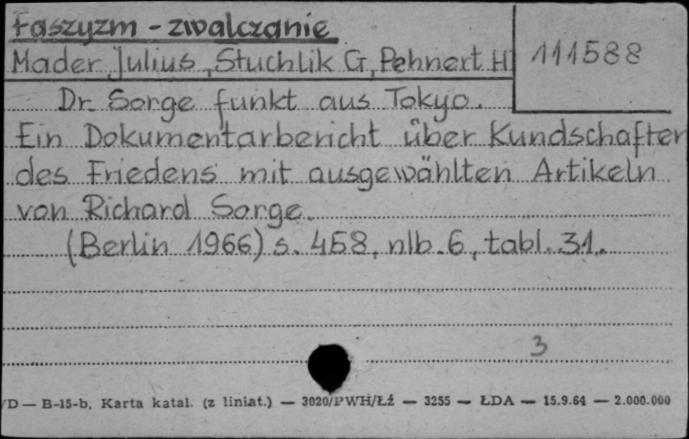 Faszyzm - zwalczanie
Mader Julius, Stuchlik G, Pehnert H
111588
Dr. Sorge funkt aus Tokyo.
Ein Dokumentarbericht über Kundschafter
des Friedens mit ausgewählten Artikeln
von Richard Sorge.
(Berlin 1966) s. 458, nlb. 6, tabl. 31.
3
/D — B-15-b, Karta katal. (z liniat.) — 3020/PWH/Łź — 3255 — ŁDA — 15.9.64 — 2.000.000